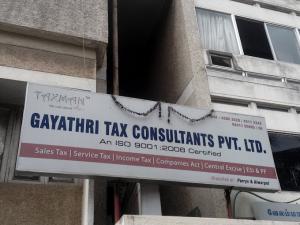 TAXMAN
GAYATHRI TAX CONSULTANTS PVT. LTD.
An ISO 9001:2008 Certified
Sales Tax | Service Tax | Income Tax | Companies Act | Central Excise | ESI & PF